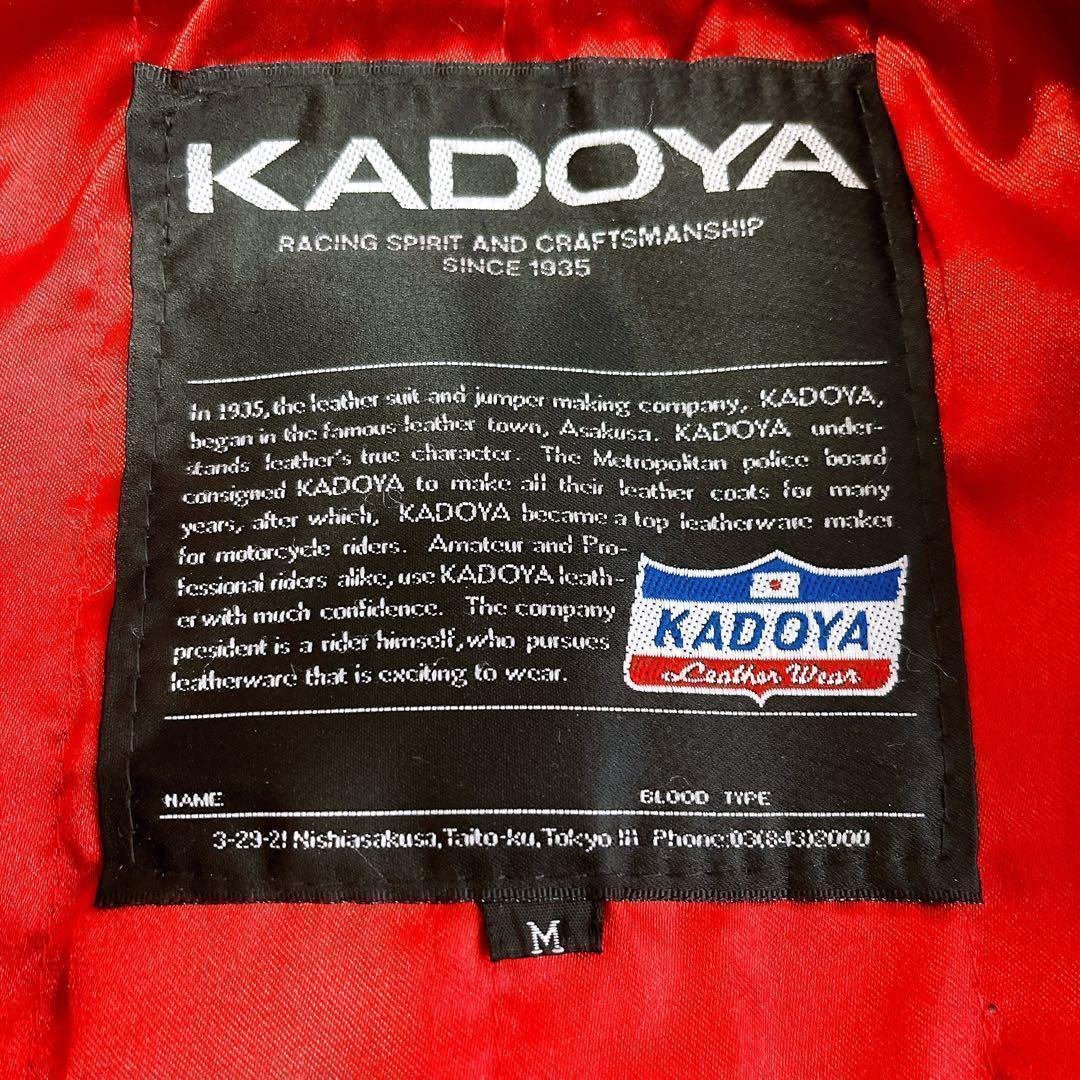 KADOYA
RACING SPIRIT AND CRAFTSMANSHIP
SINCE 1935
In 1935, the leather suit and jumper making company, KADOYA,
began in the famous leather town, Asakusa. KADOYA under-
stands leather's true character. The Metropolitan police board
consigned KADOYA to make all their leather coats for many
years, after which, KADOYA became a top leatherware maker
for motorcycle riders. Amateur and Pro-
fessional riders alike, use KADOYA leath-
er with much confidence. The company
president is a rider himself, who pursues
leatherware that is exciting to wear.
KADOYA
Leather Wear
NAME
BLOOD TYPE
3-29-21 Nishiasakusa, Taito-ku, Tokyo 111 Phone:03(843)2000
M